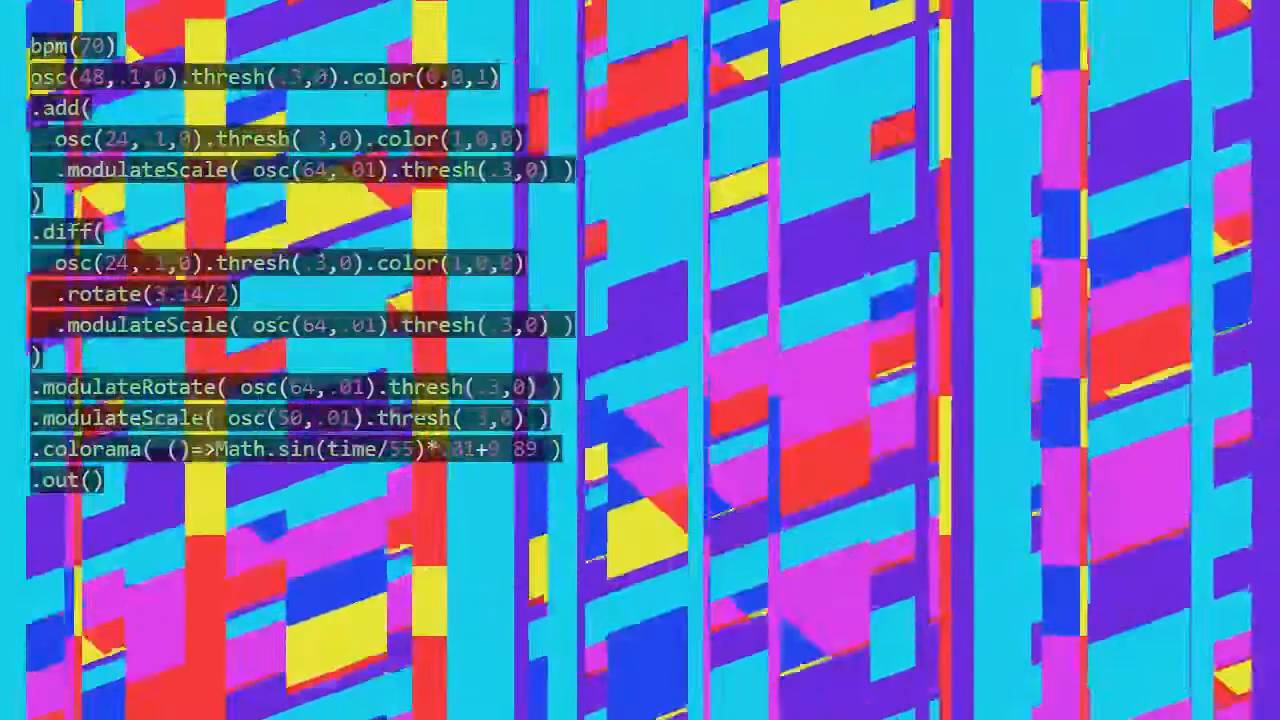 bpm(70)
osc(48,.1,0).thresh(.3,0).color(0,0,1)
.add(
osc(24,.1,0).thresh(.3,0).color(1,0,0)
.modulateScale( osc(64,.01).thresh(.3,0) )
)
.diff(
osc(24,.1,0).thresh(.3,0).color(1,0,0)
.rotate(3.14/2)
.modulateScale( osc(64,.01).thresh(.3,0) )
)
.modulateRotate( osc(64,.01).thresh(.3,0) )
.modulateScale( osc(50,.01).thresh(.3,0) )
.colorama( ()=>Math.sin(time/55)*.01+9.89 )
.out()